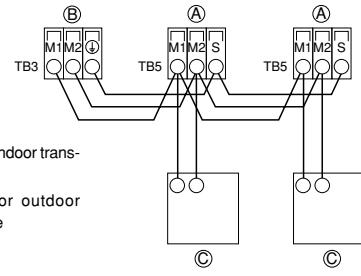 Ⓑ Ⓐ Ⓐ
M1 M2 M1 M2 S M1 M2 S
TB3 TB5 TB5
ndoor trans-
or outdoor
e
Ⓒ Ⓒ